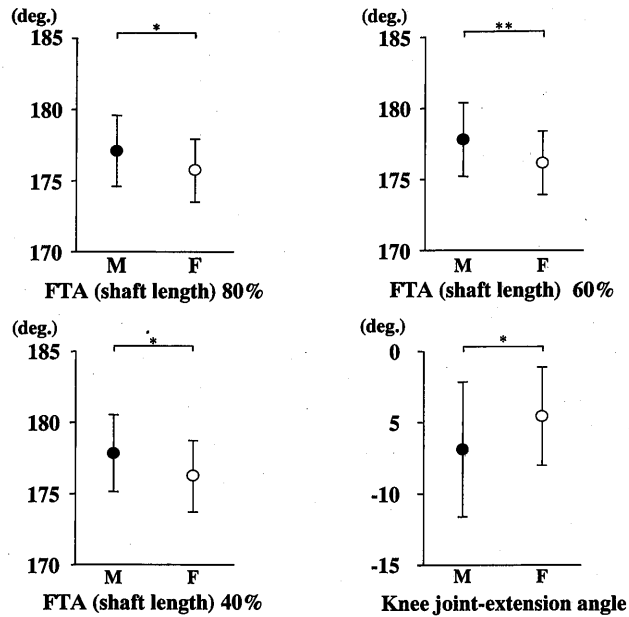 (deg.)
185
180
175
170
*
M F
FTA (shaft length) 80%
(deg.)
185
180
175
170
**
M F
FTA (shaft length) 60%
(deg.)
185
180
175
170
*
M F
FTA (shaft length) 40%
(deg.)
0
5
-10
-15
*
M F
Knee joint-extension angle